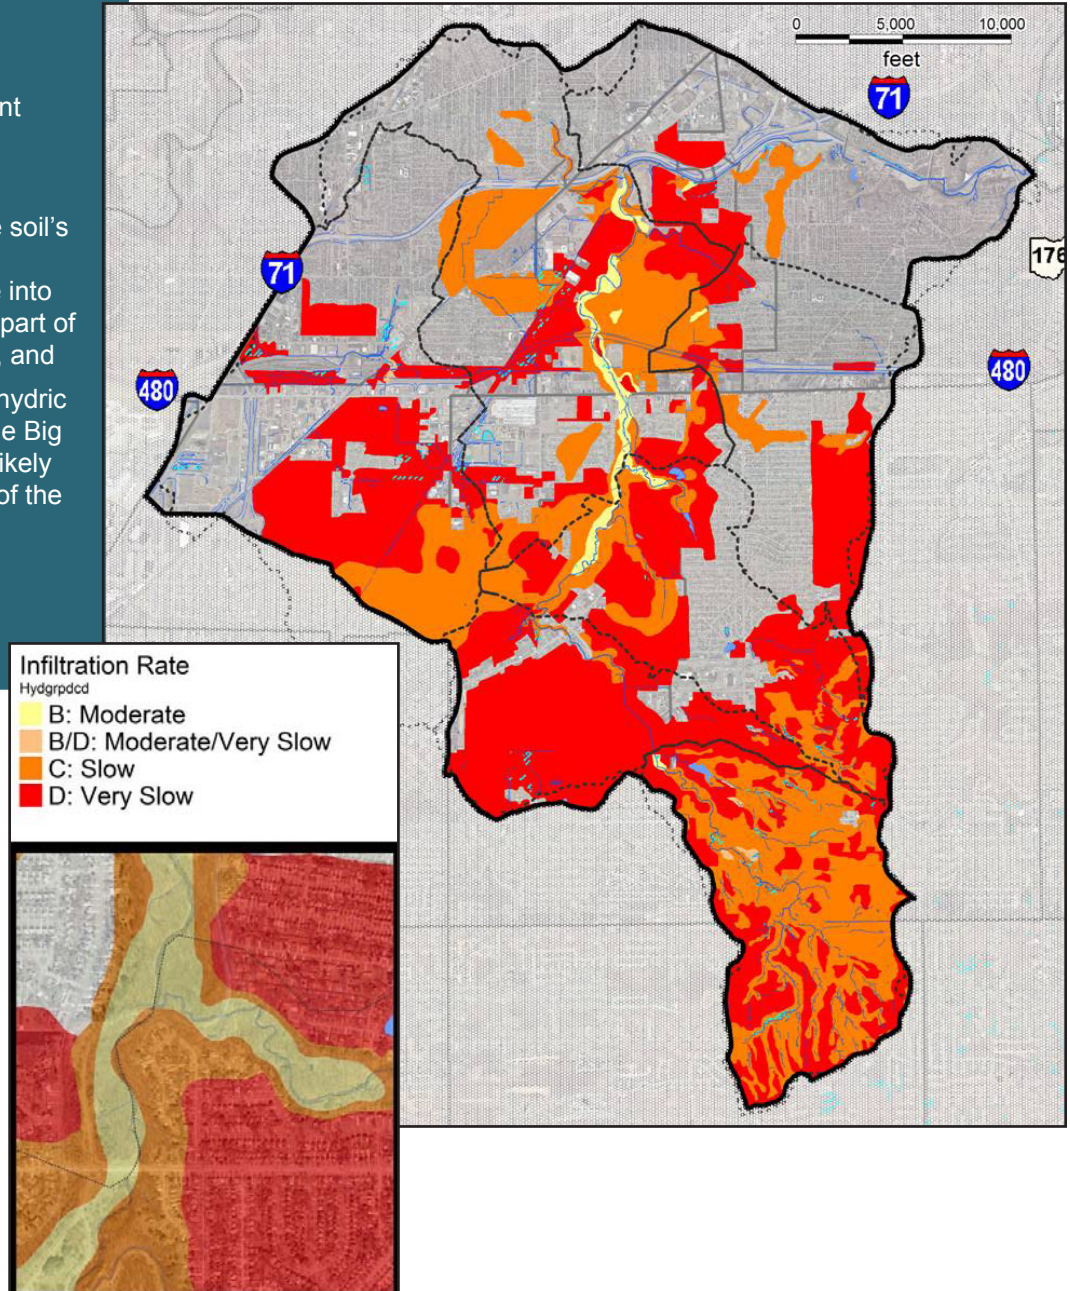 nt
e soil’s
e into
part of
, and
hydric
e Big
ikely
of the
0 5,000 10,000
feet
71
176
71
480
480
Infiltration Rate
Hydgrpdcd
B: Moderate
B/D: Moderate/Very Slow
C: Slow
D: Very Slow